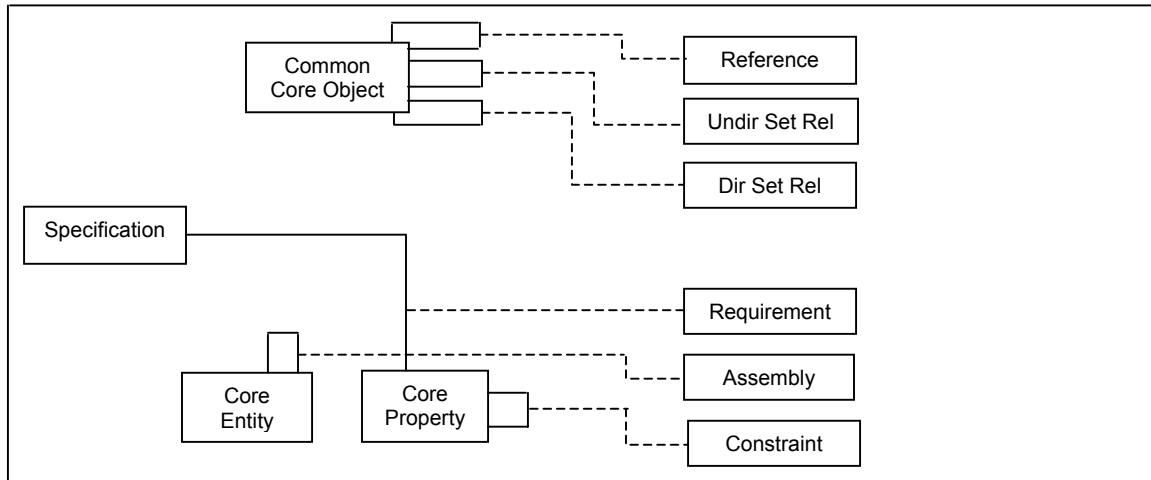 Common
Core Object
Reference
Undir Set Rel
Dir Set Rel
Specification
Requirement
Core
Entity
Core
Property
Assembly
Constraint